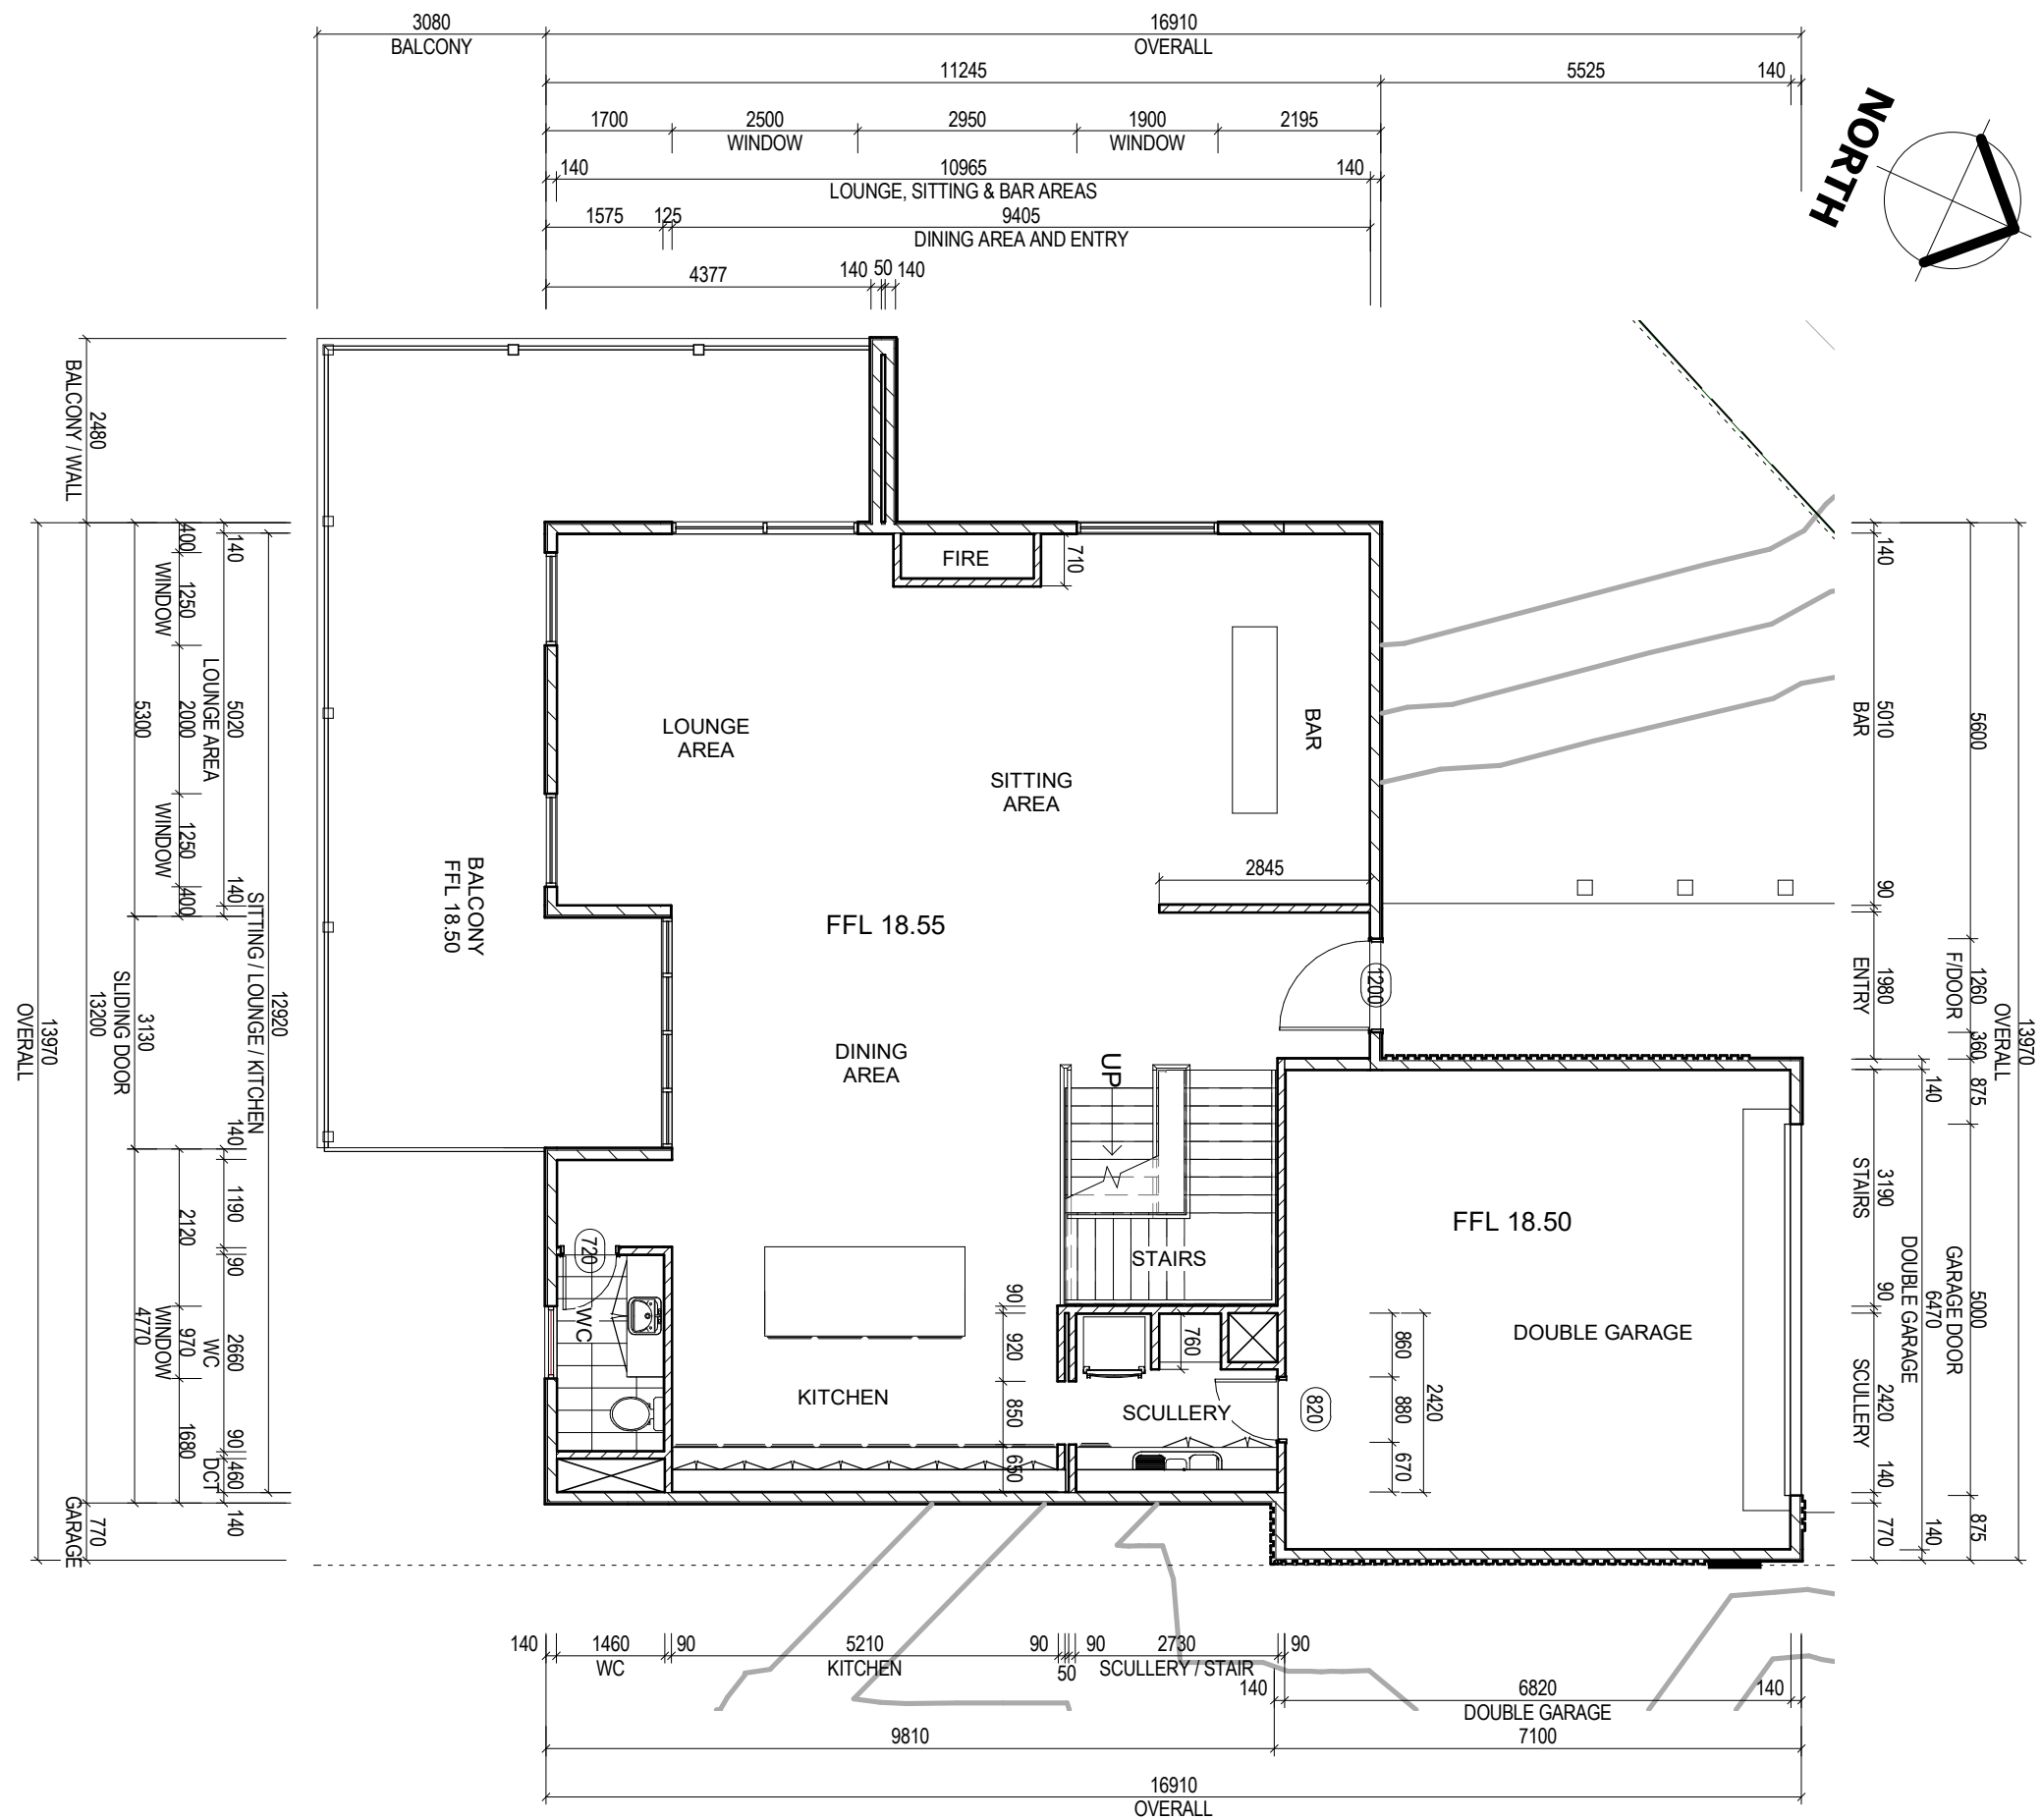 3080
BALCONY
16910
OVERALL
11245
5525
140
1700
2500
WINDOW
2950
1900
WINDOW
2195
140
10965
140
LOUNGE, SITTING & BAR AREAS
1575
125
9405
DINING AREA AND ENTRY
4377
140
50
140
NORTH
2480
BALCONY / WALL
13200
770
GARAGE
13970
OVERALL
5300
3130
SLIDING DOOR
4770
400
1250
WINDOW
2000
1250
WINDOW
400
2120
970
WINDOW
1680
140
5020
LOUNGE AREA
140
140
1190
90
2660
WC
90
460
DCT
140
12920
SITTING / LOUNGE / KITCHEN
FIRE
710
LOUNGE
AREA
SITTING
AREA
BAR
2845
BALCONY
FFL 18.50
FFL 18.55
1200
DINING
AREA
UP
STAIRS
FFL 18.50
DOUBLE GARAGE
720
WC
KITCHEN
SCULLERY
90
920
850
650
760
820
860
880
670
2420
140
5010
BAR
90
1980
ENTRY
3190
STAIRS
90
2420
SCULLERY
140
770
140
6470
DOUBLE GARAGE
140
5600
1260
F/DOOR
360
875
5000
GARAGE DOOR
875
13970
OVERALL
140
1460
WC
90
5210
KITCHEN
90
50
90
2730
SCULLERY / STAIR
90
140
6820
DOUBLE GARAGE
140
9810
7100
16910
OVERALL